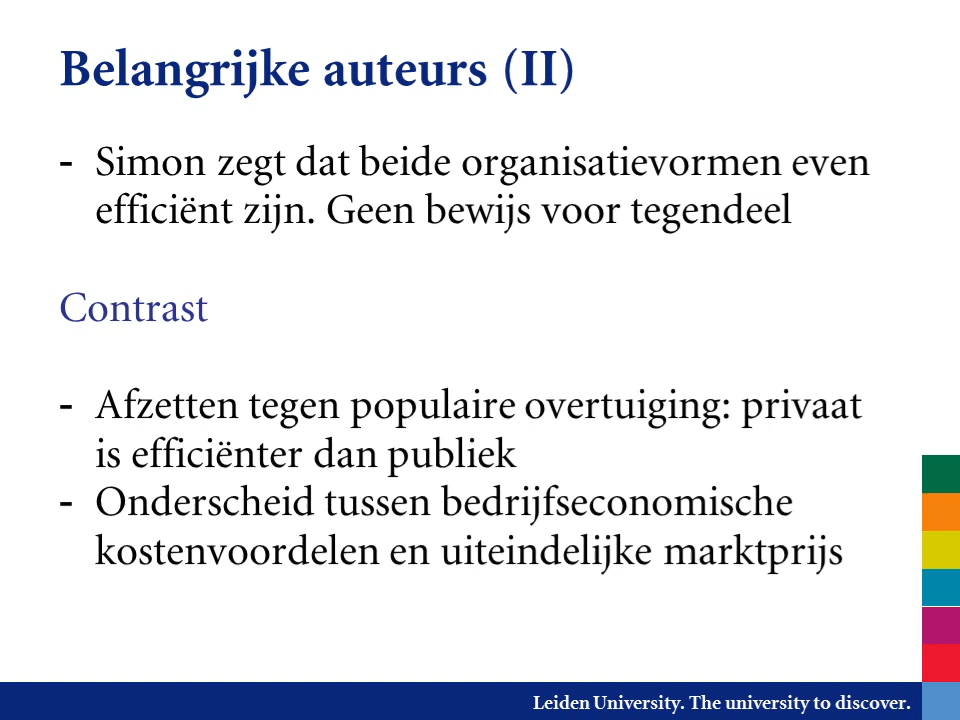 Belangrijke auteurs (II)
- Simon zegt dat beide organisatievormen even
efficiënt zijn. Geen bewijs voor tegendeel
Contrast
- Afzetten tegen populaire overtuiging: privaat
is efficiënter dan publiek
- Onderscheid tussen bedrijfseconomische
kostenvoordelen en uiteindelijke marktprijs
Leiden University. The university to discover.